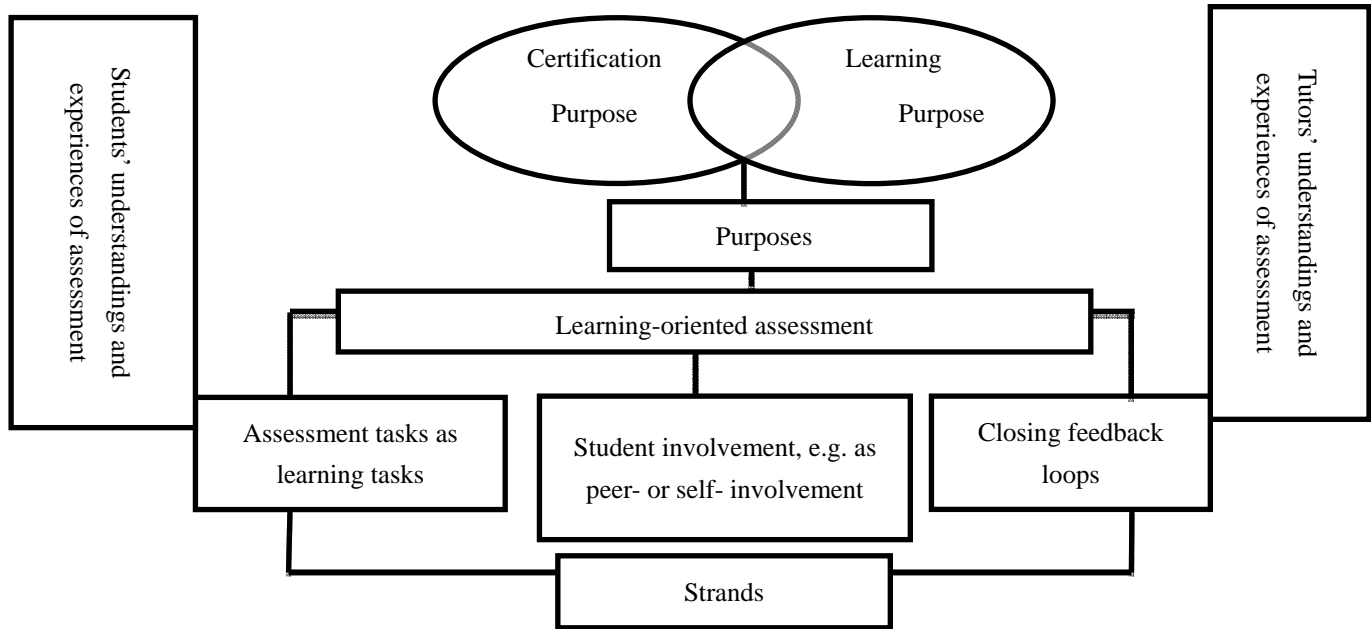 Students’ understandings and
experiences of assessment
Certification
Purpose
Learning
Purpose
Tutors’ understandings and
experiences of assessment
Purposes
Learning-oriented assessment
Assessment tasks as
learning tasks
Student involvement, e.g. as
peer- or self- involvement
Closing feedback
loops
Strands